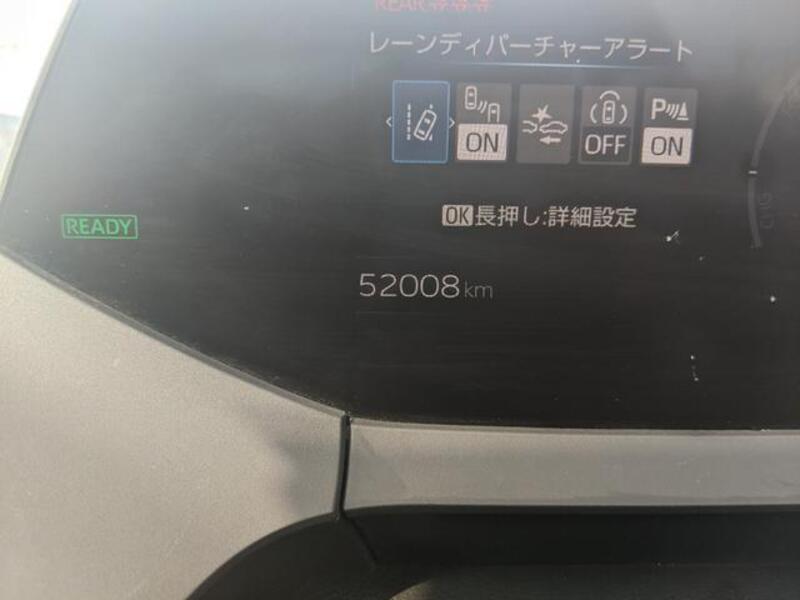 REAR
レーンディパーチャーアラート
ON OFF P ON
OK長押し:詳細設定
READY
52008km